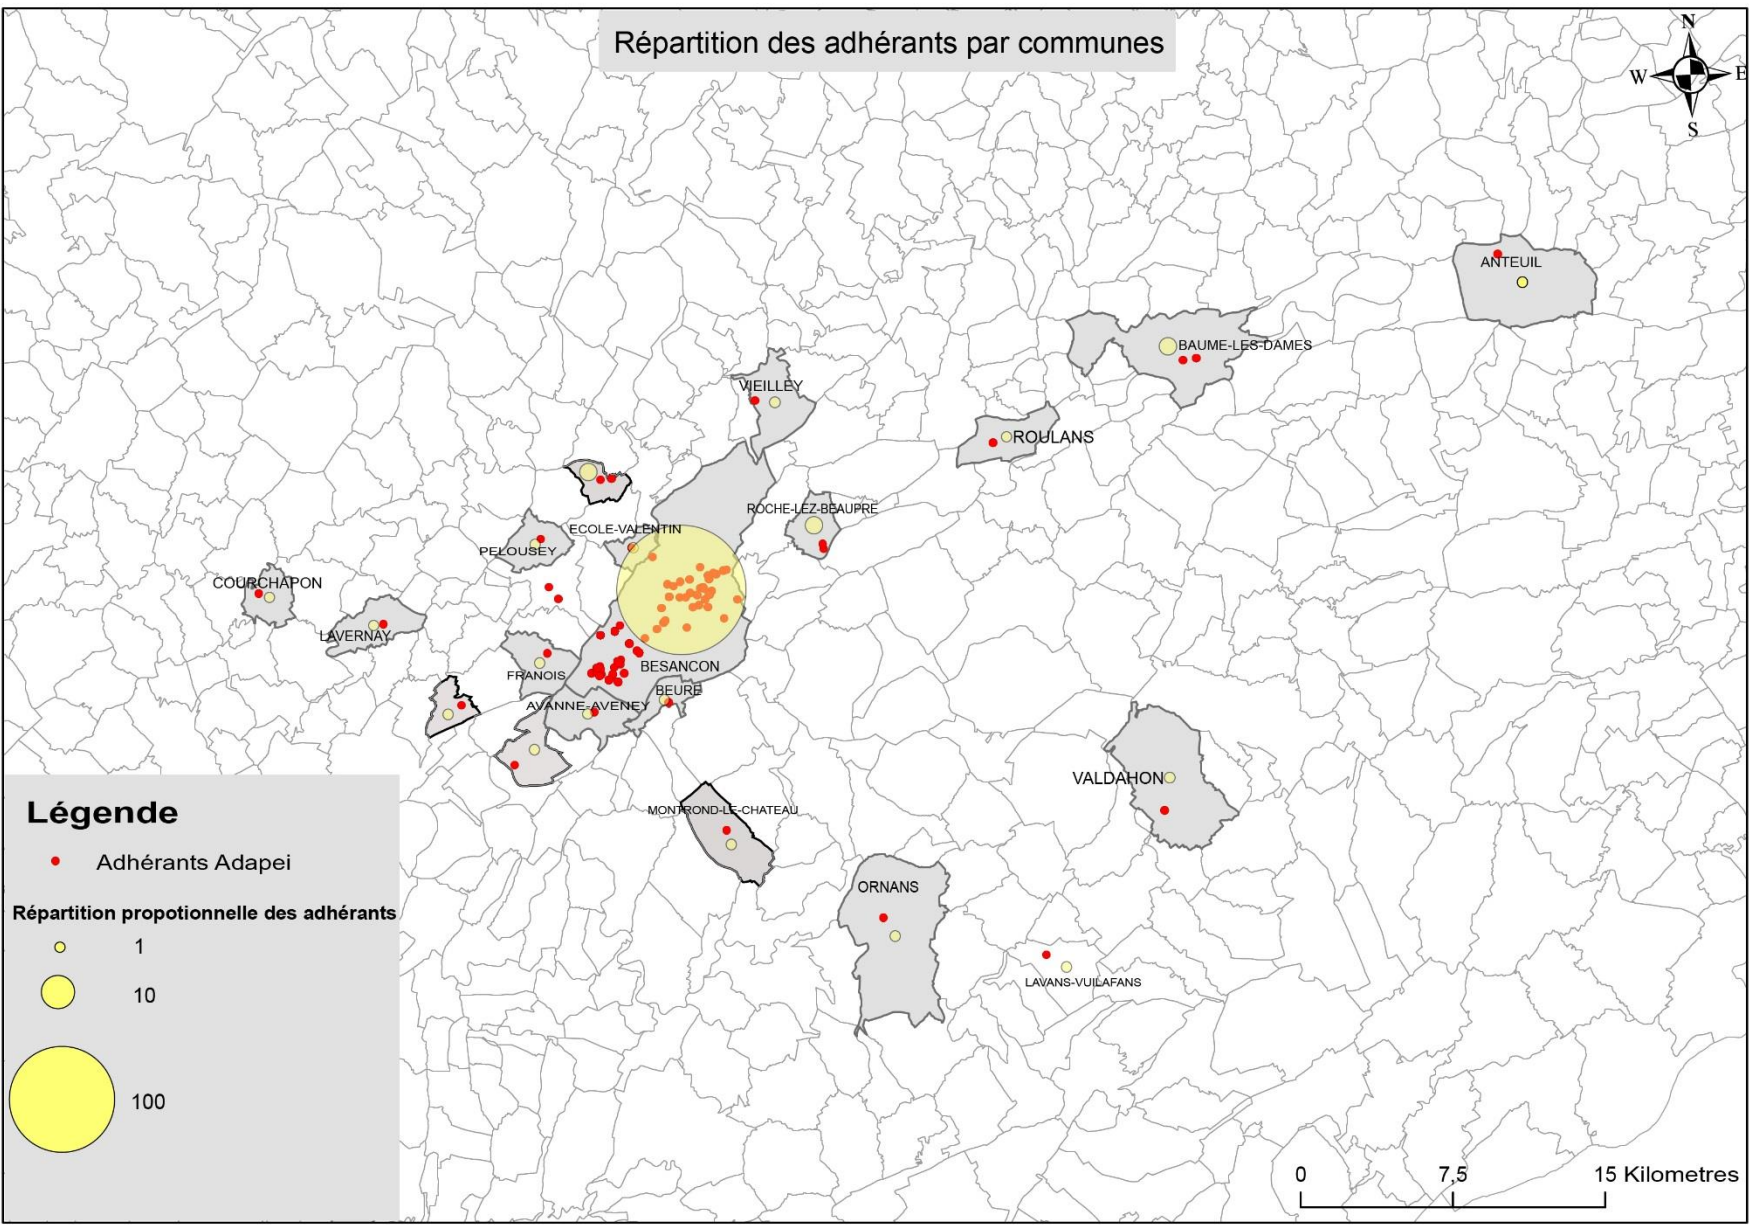 Répartition des adhérants par communes
N
W
E
S
ANTEUIL
BAUME-LES-DAMES
VIEILLEY
ROULANS
ROCHE-LEZ-BEAUPRE
ECOLE-VALENTIN
PELOUSEY
COURCHAPON
LAVERNAY
BESANCON
FRANOIS
BEURE
AVANNE-AVENEY
VALDAHON
MONTROND-LE-CHATEAU
ORNANS
LAVANS-VUILAFANS
Légende
Adhérants Adapei
Répartition propotionnelle des adhérants
1
10
100
0 7,5 15 Kilometres